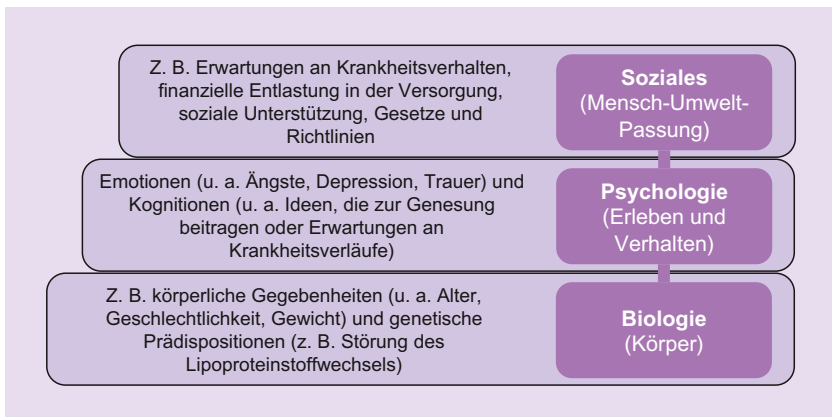 Z. B. Erwartungen an Krankheitsverhalten,
finanzielle Entlastung in der Versorgung,
soziale Unterstützung, Gesetze und
Richtlinien
Soziales
(Mensch-Umwelt-
Passung)
Emotionen (u. a. Ängste, Depression, Trauer) und
Kognitionen (u. a. Ideen, die zur Genesung
beitragen oder Erwartungen an
Krankheitsverläufe)
Psychologie
(Erleben und
Verhalten)
Z. B. körperliche Gegebenheiten (u. a. Alter,
Geschlechtlichkeit, Gewicht) und genetische
Prädispositionen (z. B. Störung des
Lipoproteinstoffwechsels)
Biologie
(Körper)